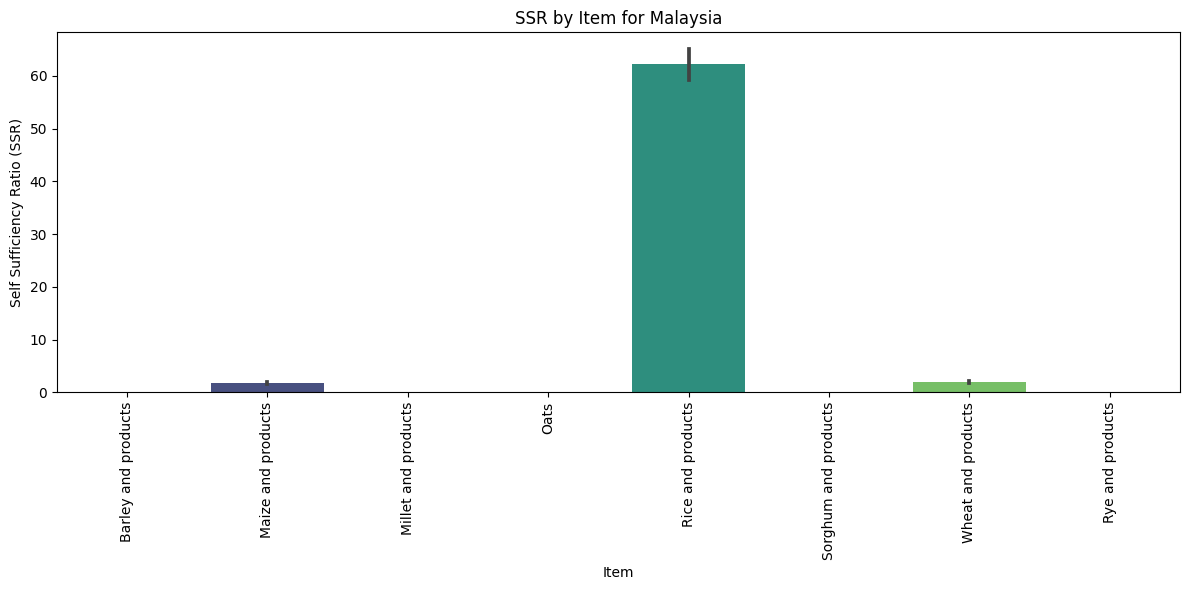 SSR by Item for Malaysia
Self Sufficiency Ratio (SSR)
60
50
40
30
20
10
0
Barley and products
Maize and products
Millet and products
Oats
Rice and products
Sorghum and products
Wheat and products
Rye and products
Item